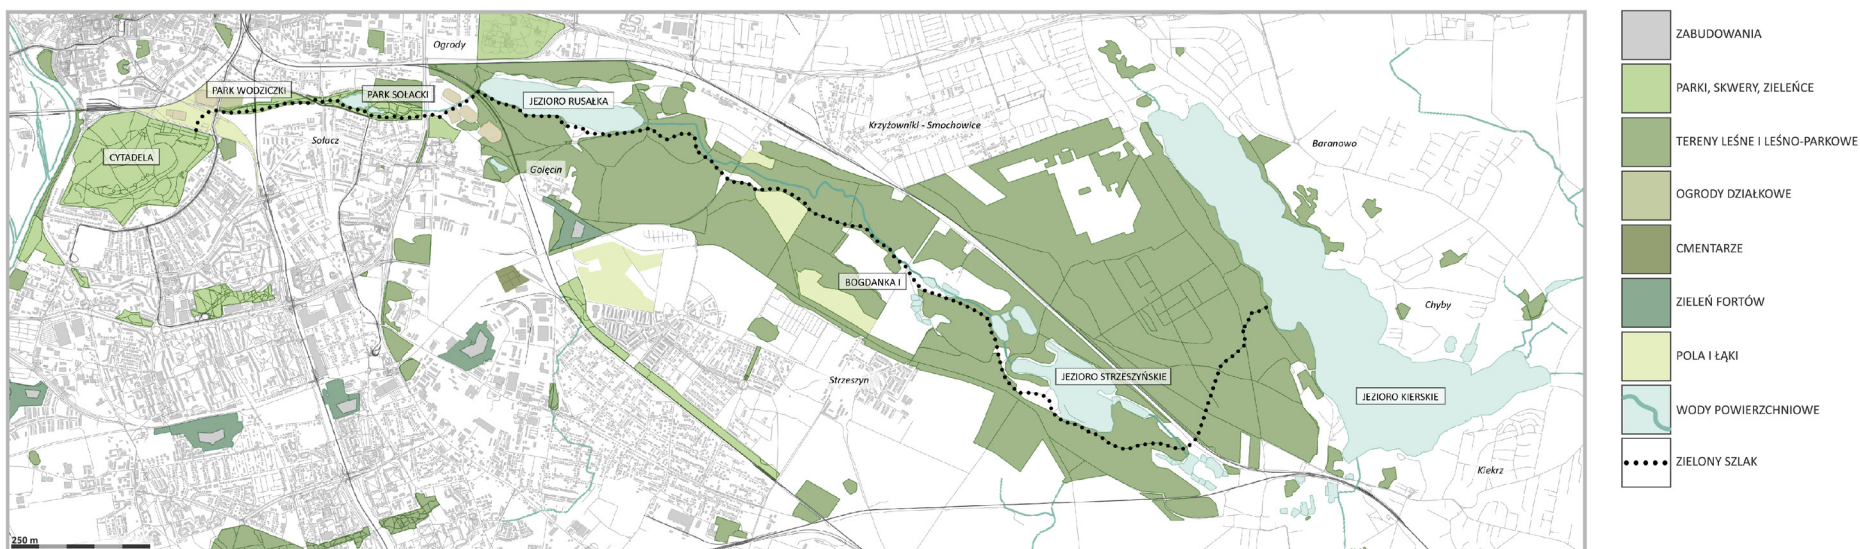 Ogrody
PARK WODZICZKI
PARK SOŁACKI
JEZIORO RUSAŁKA
Krzyżowniki - Smochowice
Baranowo
Sołacz
CYTADELA
Golęcin
BOGDANKA I
Chyby
Strzeszyn
JEZIORO STRZESZYŃSKIE
JEZIORO KIERSKIE
Kiekrz
250 m
ZABUDOWANIA
PARKI, SKWERY, ZIELEŃCE
TERENY LEŚNE I LEŚNO-PARKOWE
OGRODY DZIAŁKOWE
CMENTARZE
ZIELEŃ FORTÓW
POLA I ŁĄKI
WODY POWIERZCHNIOWE
ZIELONY SZLAK